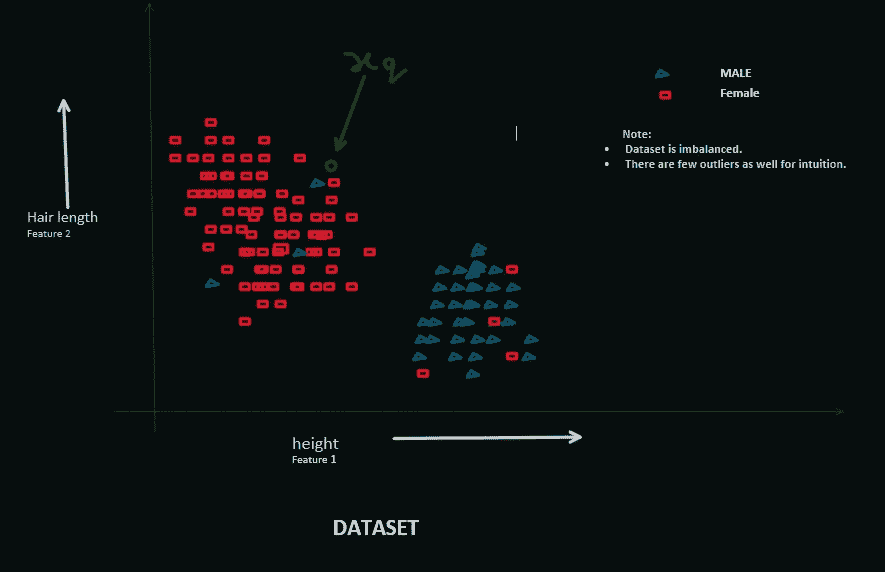 xq
MALE
Female
Note:
• Dataset is imbalanced.
• There are few outliers as well for intuition.
Hair length
Feature 2
height
Feature 1
DATASET